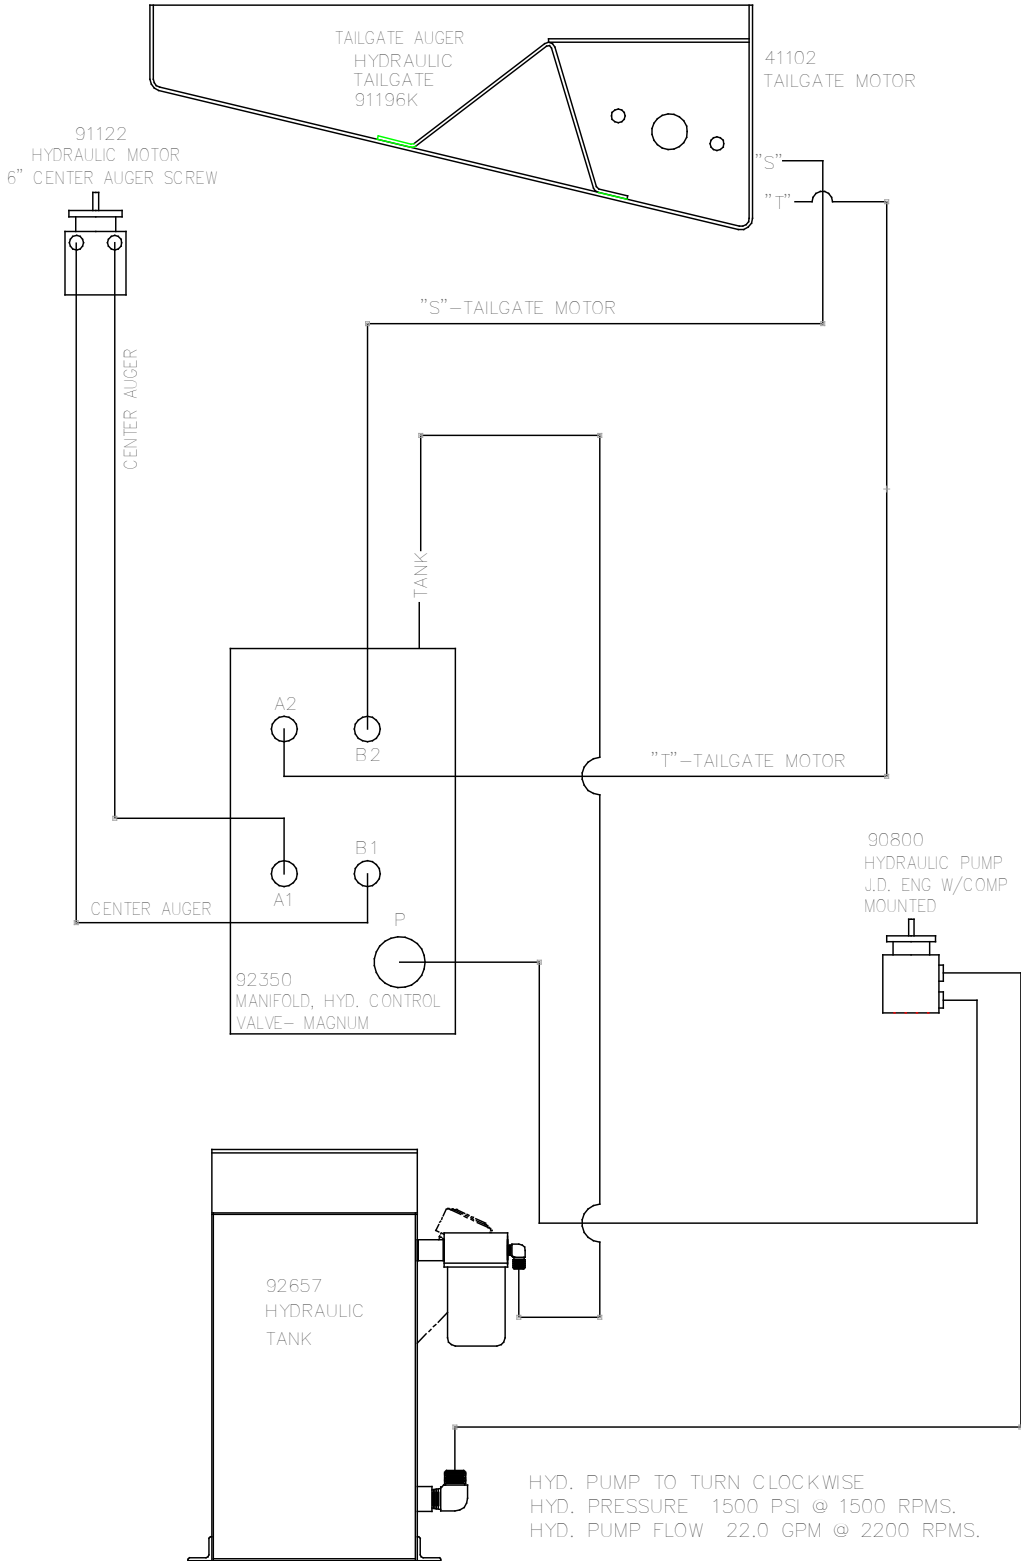 TAILGATE AUGER
HYDRAULIC
TAILGATE
91196K
41102
TAILGATE MOTOR
91122
HYDRAULIC MOTOR
6" CENTER AUGER SCREW
"S"
"T"
"S"-TAILGATE MOTOR
CENTER AUGER
TANK
A2
B2
"T"-TAILGATE MOTOR
B1
A1
CENTER AUGER
P
90800
HYDRAULIC PUMP
J.D. ENG W/COMP
MOUNTED
92350
MANIFOLD, HYD. CONTROL
VALVE- MAGNUM
92657
HYDRAULIC
TANK
HYD. PUMP TO TURN CLOCKWISE
HYD. PRESSURE 1500 PSI @ 1500 RPMS.
HYD. PUMP FLOW 22.0 GPM @ 2200 RPMS.